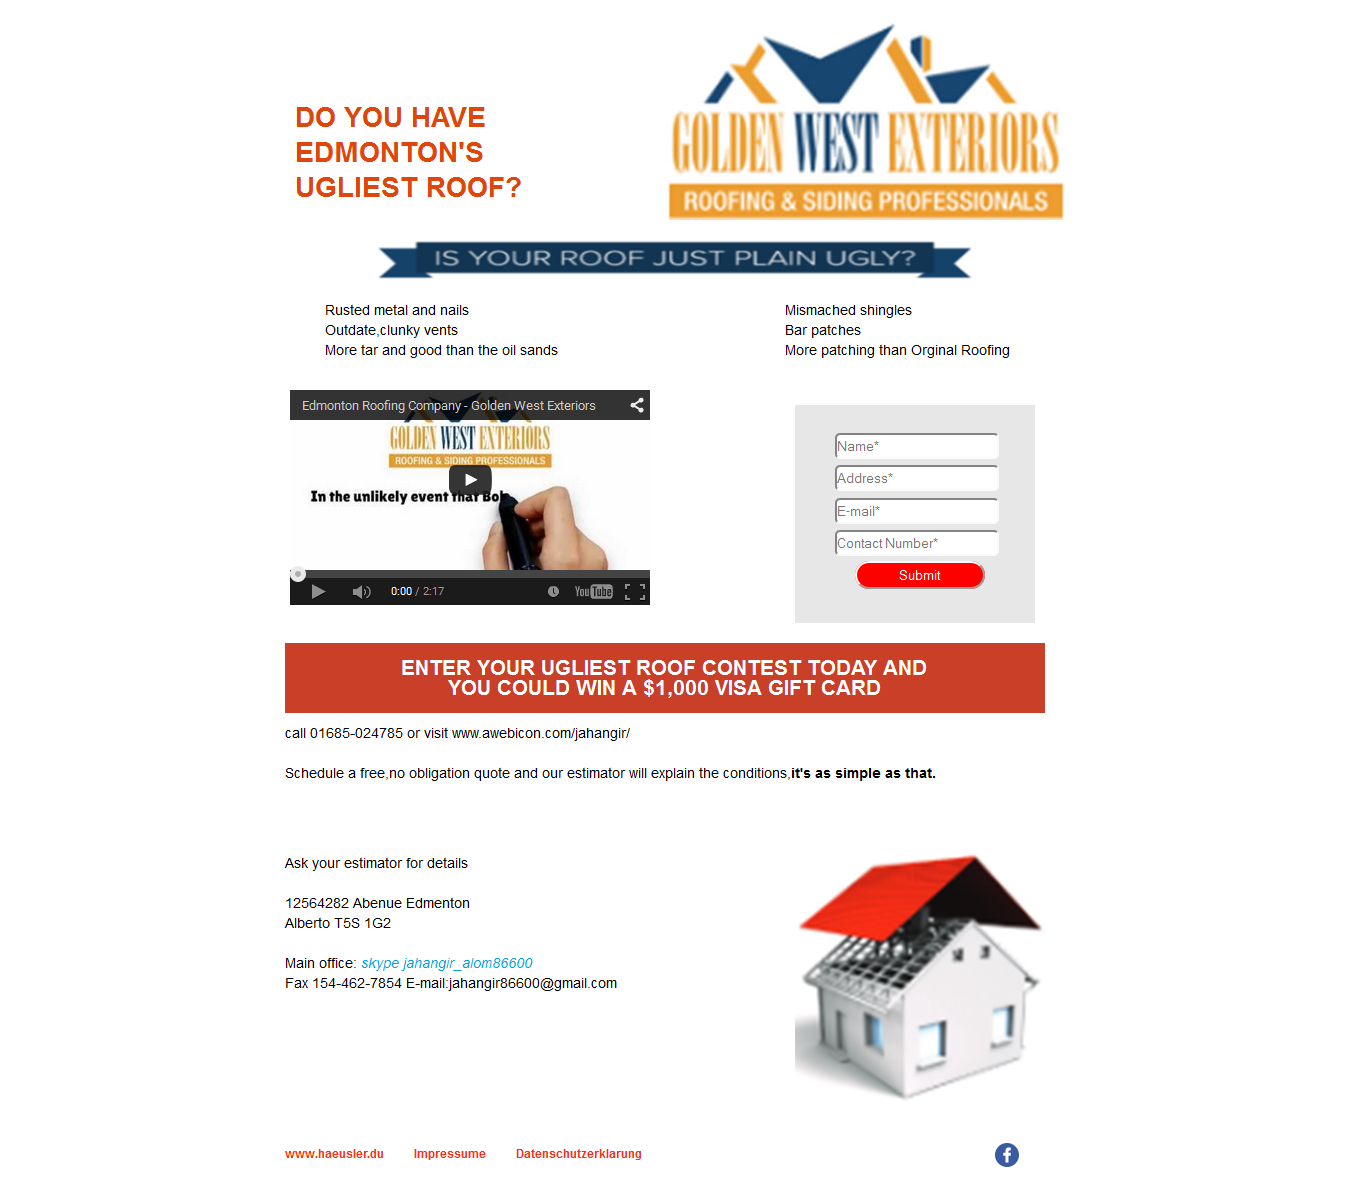 DO YOU HAVE
EDMONTON'S
UGLIEST ROOF?
GOLDEN WEST EXTERIORS
ROOFING & SIDING PROFESSIONALS
IS YOUR ROOF JUST PLAIN UGLY?
Rusted metal and nails
Outdate,clunky vents
More tar and good than the oil sands
Mismached shingles
Bar patches
More patching than Orginal Roofing
Edmonton Roofing Company - Golden West Exteriors
GOLDEN WEST EXTERIORS
ROOFING & SIDING PROFESSIONALS
In the unlikely event that Bob
0:00 / 2:17
YouTube
Name*
Address*
E-mail*
Contact Number*
Submit
ENTER YOUR UGLIEST ROOF CONTEST TODAY AND
YOU COULD WIN A $1,000 VISA GIFT CARD
call 01685-024785 or visit www.awebicon.com/jahangir/
Schedule a free,no obligation quote and our estimator will explain the conditions,it's as simple as that.
Ask your estimator for details
12564282 Abenue Edmenton
Alberto T5S 1G2
Main office: skype jahangir_alom86600
Fax 154-462-7854 E-mail:jahangir86600@gmail.com
www.haeusler.du Impressume Datenschutzerklarung